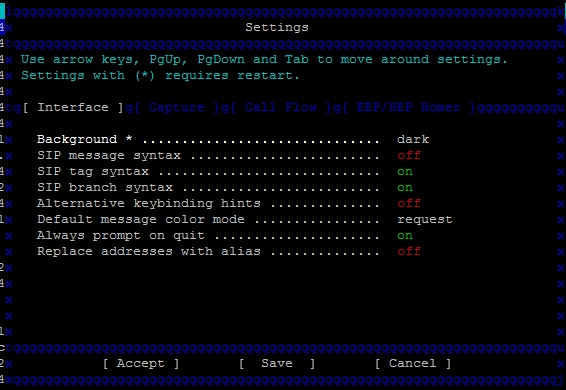 Settings
Use arrow keys, PgUp, PgDown and Tab to move around settings.
Settings with (*) requires restart.
[ Interface ]q[ Capture ]q[ Call Flow ]q[ EEP/HEP Homer ]
Background * .............................. dark
SIP message syntax ........................ off
SIP tag syntax ............................ on
SIP branch syntax ......................... on
Alternative keybinding hints .............. off
Default message color mode ................ request
Always prompt on quit ..................... on
Replace addresses with alias .............. off
[ Accept ] [ Save ] [ Cancel ]